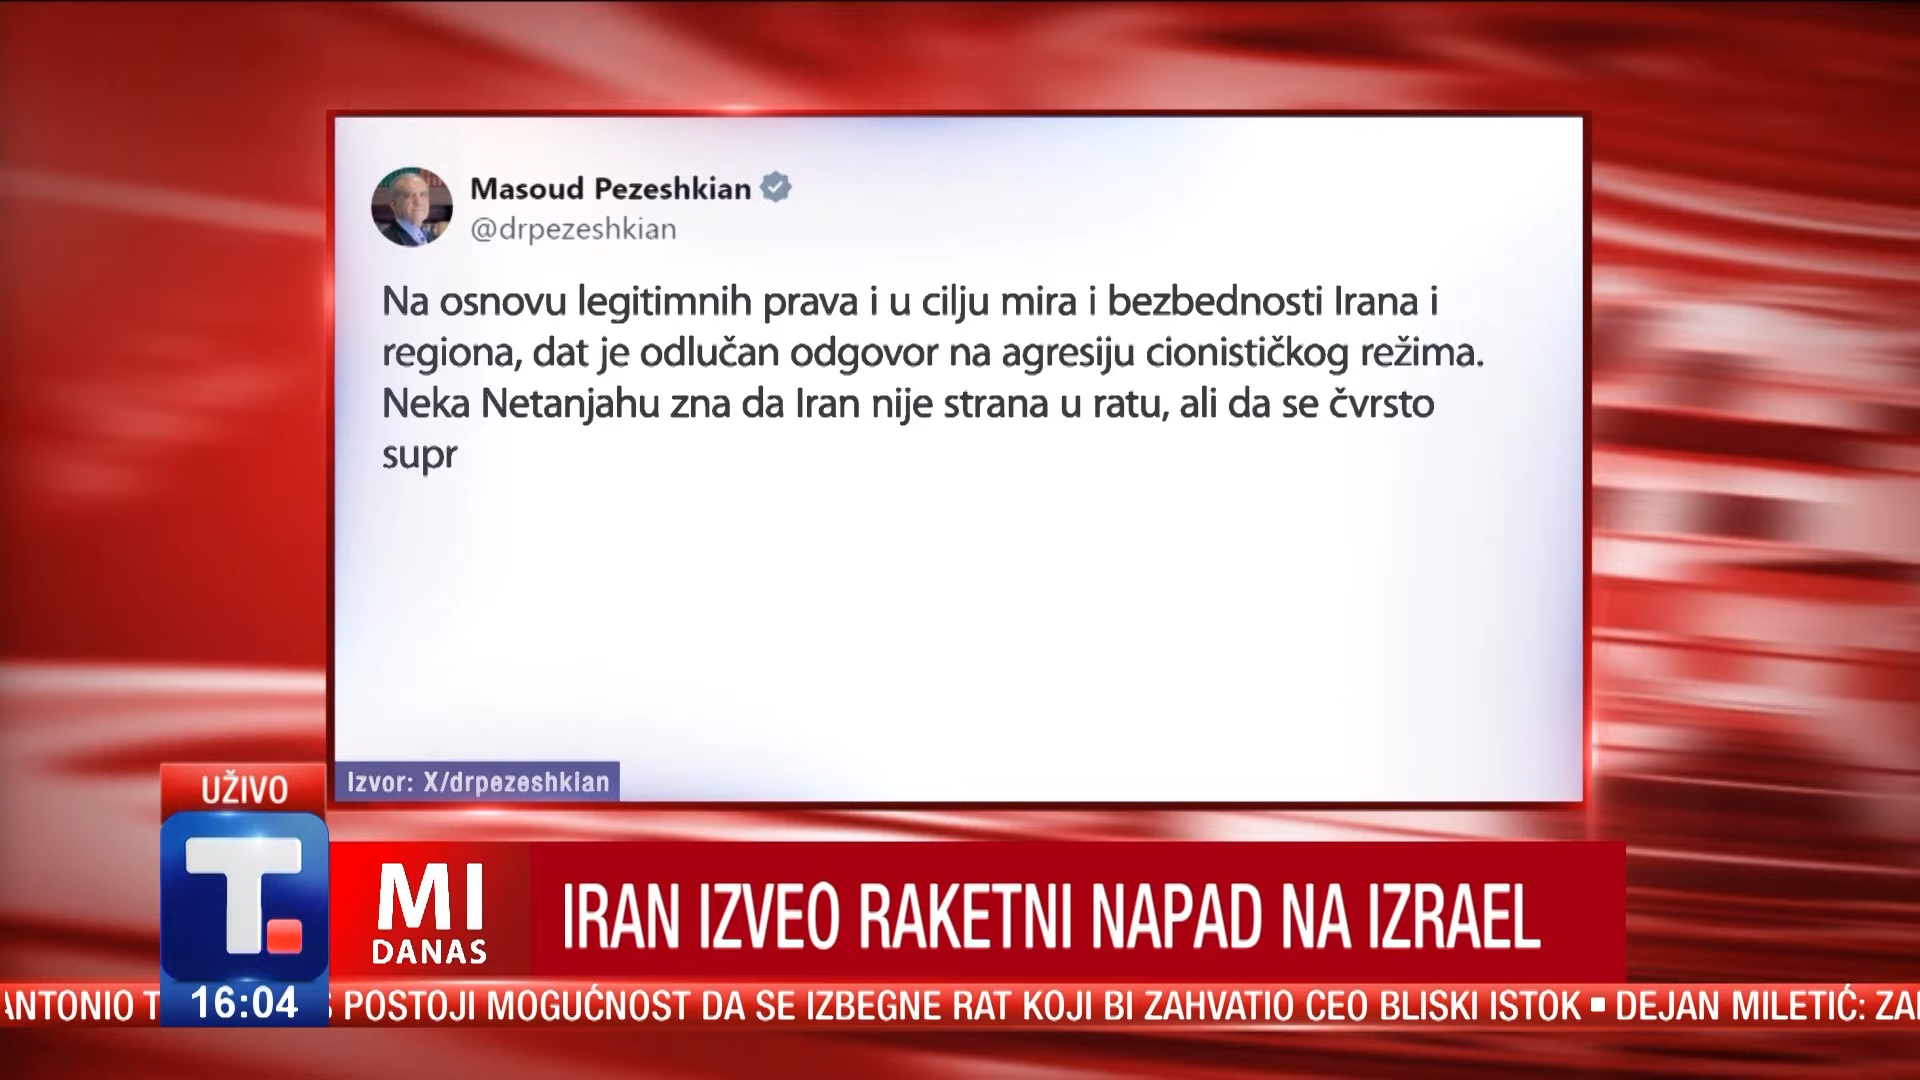 Masoud Pezeshkian
@drpezeshkian
Na osnovu legitimnih prava i u cilju mira i bezbednosti Irana i
regiona, dat je odlučan odgovor na agresiju cionističkog režima.
Neka Netanjahu zna da Iran nije strana u ratu, ali da se čvrsto
supr
Izvor: X/drpezeshkian
UŽIVO
T.
MI
DANAS
IRAN IZVEO RAKETNI NAPAD NA IZRAEL
16:04
ANTONIO T POSTOJI MOGUĆNOST DA SE IZBEGNE RAT KOJI BI ZAHVATIO CEO BLISKI ISTOK ▪ DEJAN MILETIĆ: ZA